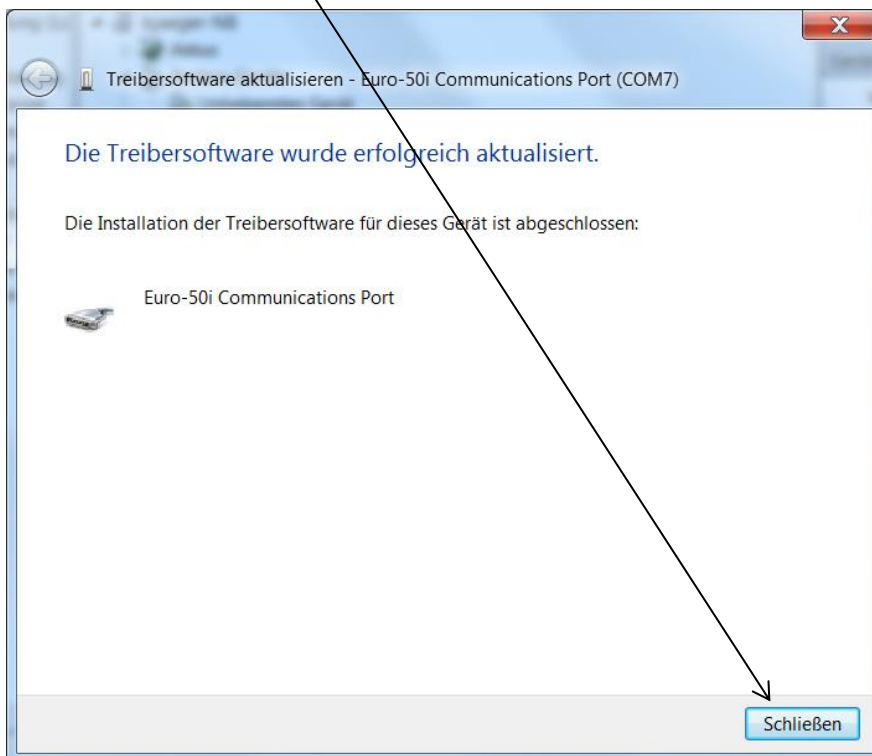 Treibersoftware aktualisieren - Euro-50i Communications Port (COM7)
Die Treibersoftware wurde erfolgreich aktualisiert.
Die Installation der Treibersoftware für dieses Gerät ist abgeschlossen:
Euro-50i Communications Port
Schließen